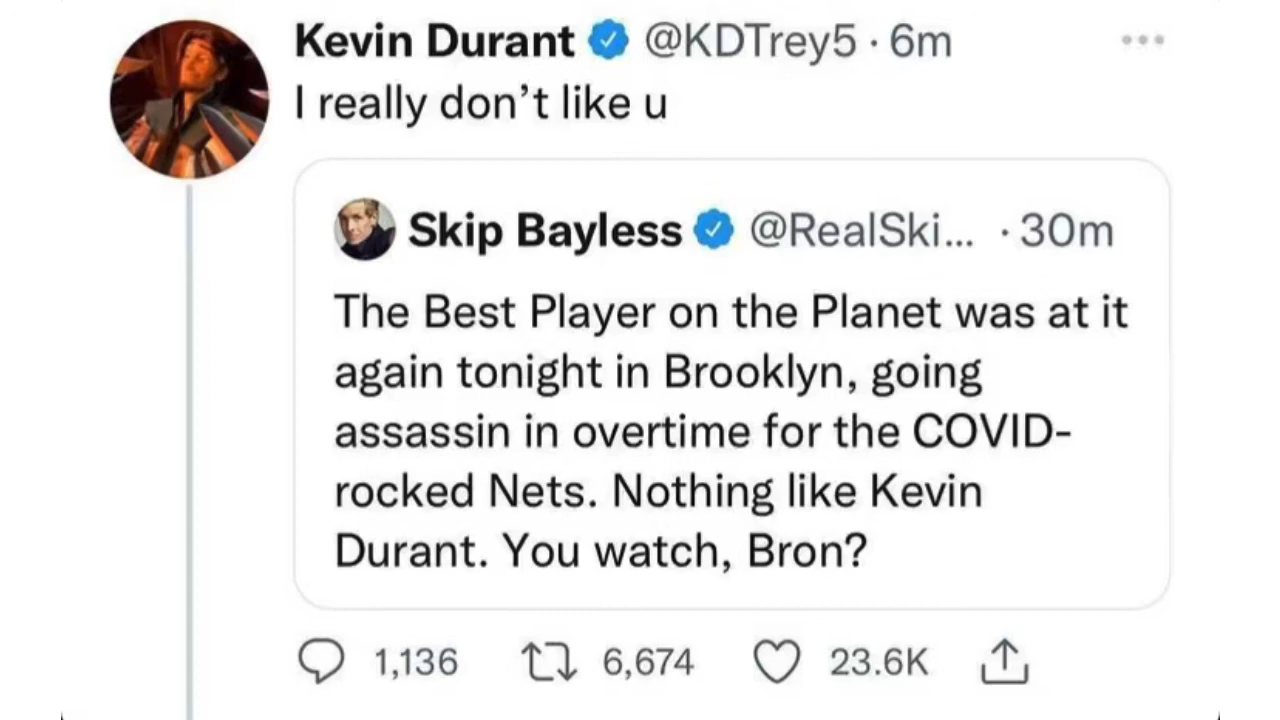 Kevin Durant @KDTrey5 · 6m
I really don’t like u
Skip Bayless @RealSki... · 30m
The Best Player on the Planet was at it
again tonight in Brooklyn, going
assassin in overtime for the COVID-
rocked Nets. Nothing like Kevin
Durant. You watch, Bron?
1,136 6,674 23.6K